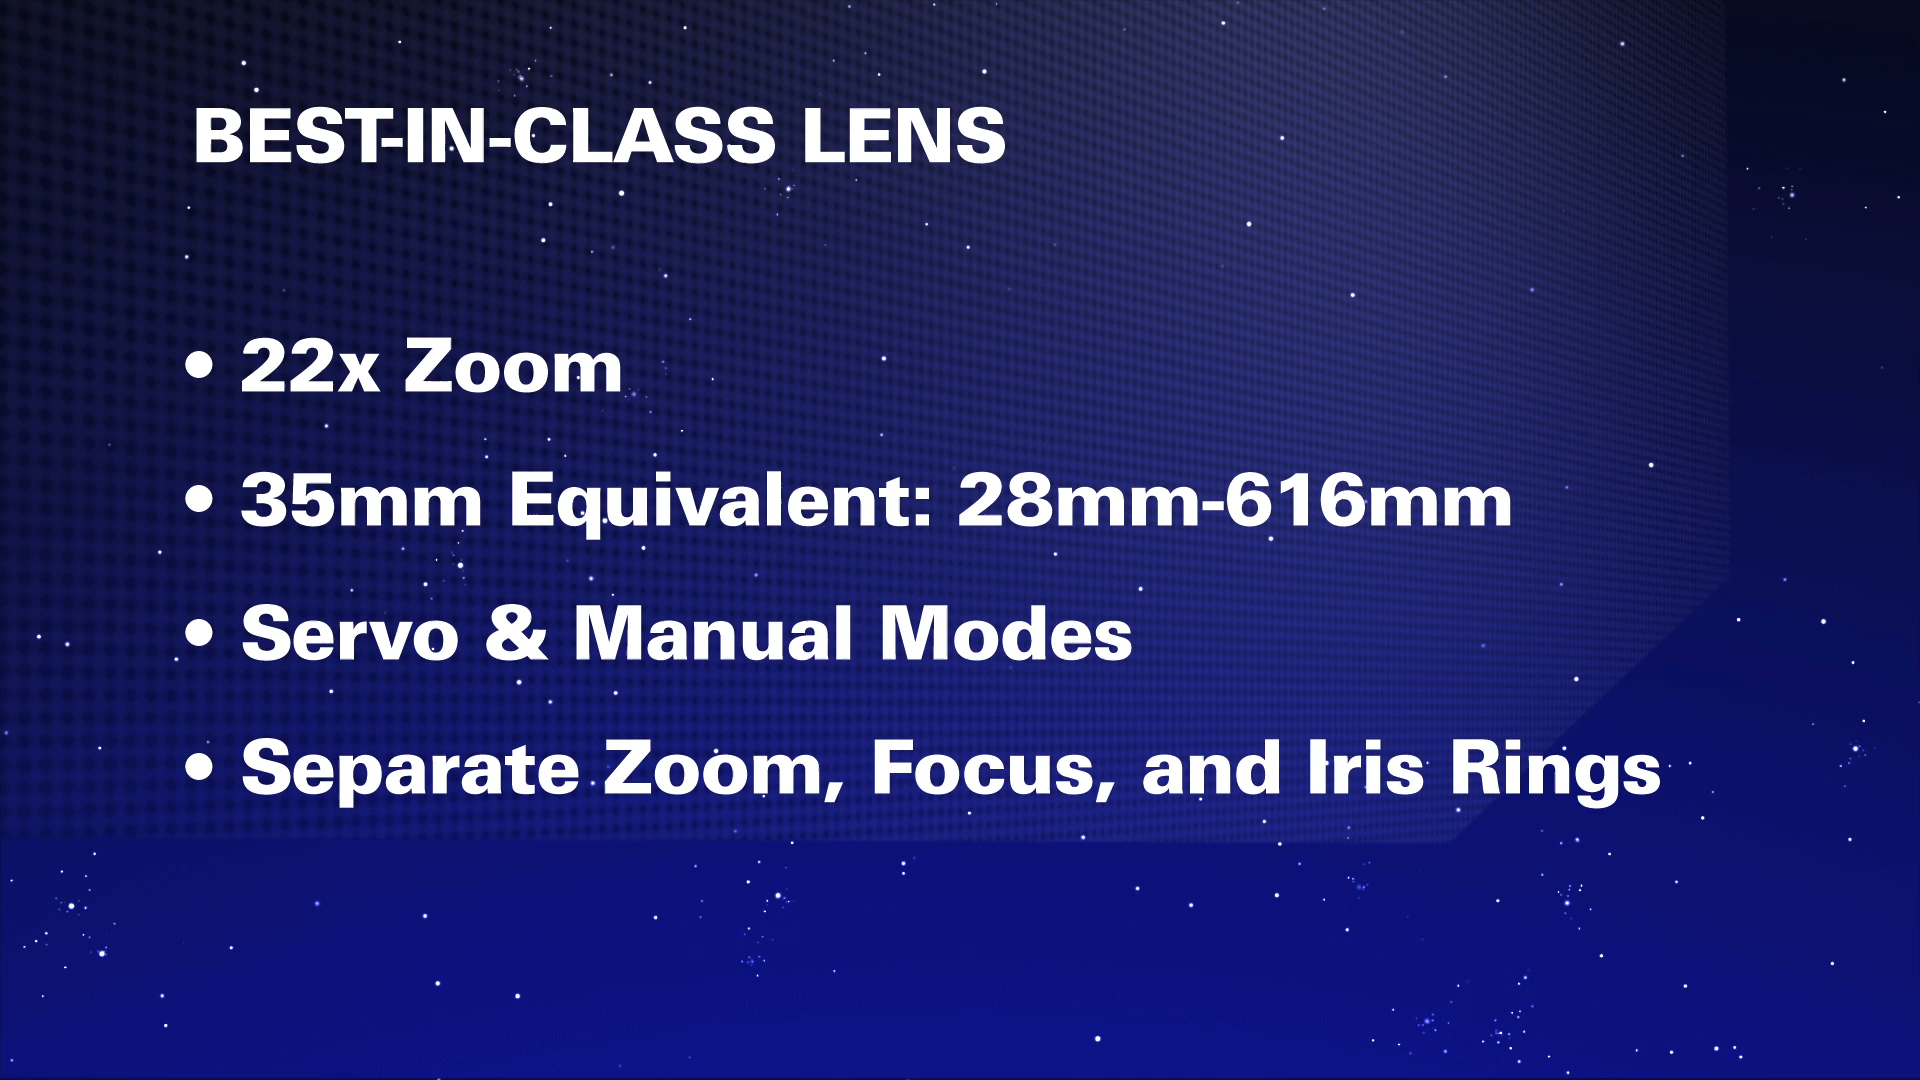 BEST-IN-CLASS LENS
• 22x Zoom
• 35mm Equivalent: 28mm-616mm
• Servo & Manual Modes
• Separate Zoom, Focus, and Iris Rings